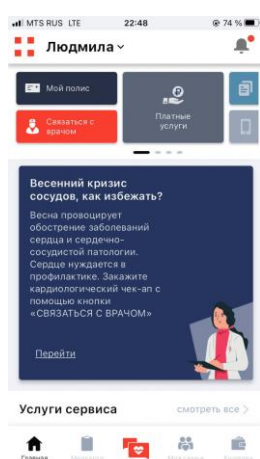 MTS RUS LTE 22:48 74 %
Людмила
Мой полис
Связаться с
врачом
Платные
услуги
Весенний кризис
сосудов, как избежать?
Весна провоцирует
обострение заболеваний
сердца и сердечно-
сосудистой патологии.
Сердце нуждается в
профилактике. Закажите
кардиологический чек-ап с
помощью кнопки
«СВЯЗАТЬСЯ С ВРАЧОМ»
Перейти
Услуги сервиса смотреть все
Главная